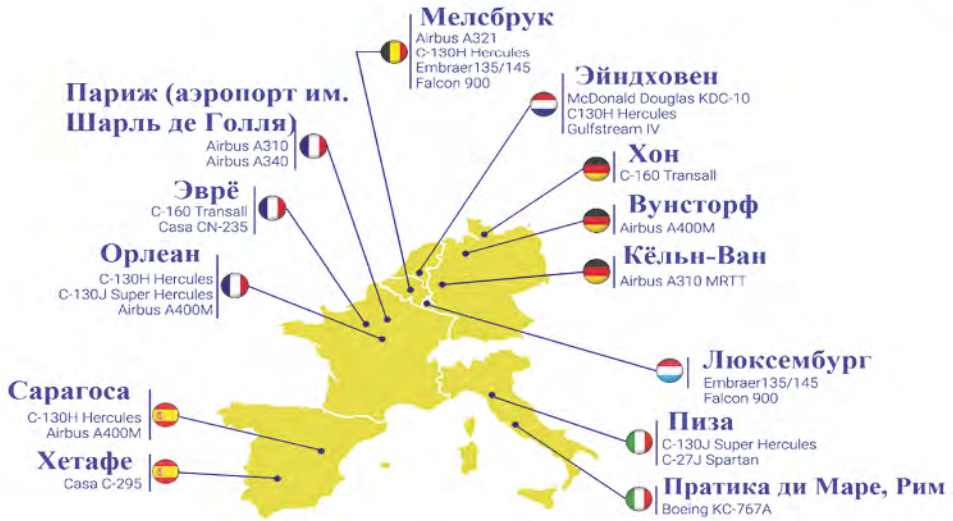 Мелсбрук
Airbus A321
C-130H Hercules
Embraer135/145
Falcon 900
Эйндховен
McDonald Douglas KDC-10
C130H Hercules
Gulfstream IV
Париж (аэропорт им.
Шарль де Голля)
Airbus A310
Airbus A340
Хон
C-160 Transall
Эврё
C-160 Transall
Casa CN-235
Вунсторф
Airbus A400M
Орлеан
C-130H Hercules
C-130J Super Hercules
Airbus A400M
Кёльн-Ван
Airbus A310 MRTT
Люксембург
Embraer135/145
Falcon 900
Сарагоса
C-130H Hercules
Airbus A400M
Пиза
C-130J Super Hercules
C-27J Spartan
Хетафе
Casa C-295
Пратика ди Маре, Рим
Boeing KC-767A